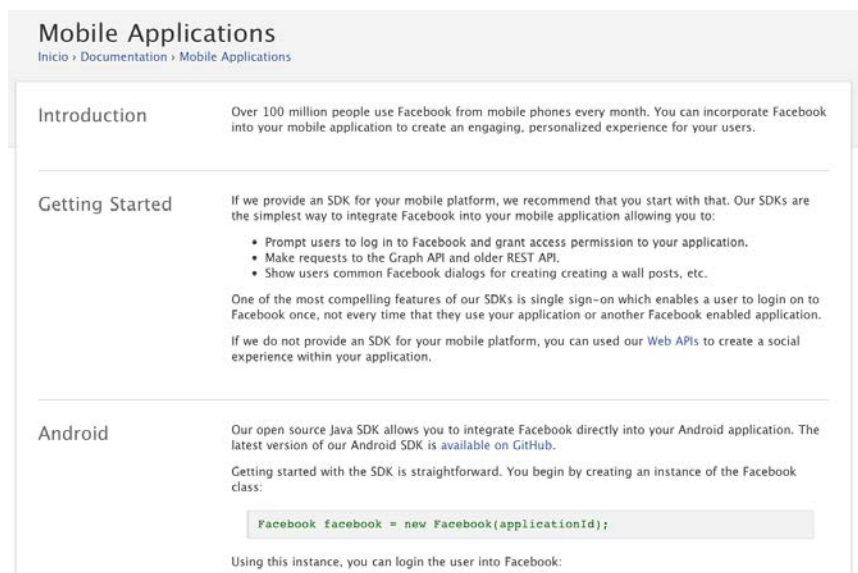 Mobile Applications
Inicio › Documentation › Mobile Applications
Introduction
Over 100 million people use Facebook from mobile phones every month. You can incorporate Facebook
into your mobile application to create an engaging, personalized experience for your users.
Getting Started
If we provide an SDK for your mobile platform, we recommend that you start with that. Our SDKs are
the simplest way to integrate Facebook into your mobile application allowing you to:
• Prompt users to log in to Facebook and grant access permission to your application.
• Make requests to the Graph API and older REST API.
• Show users common Facebook dialogs for creating creating a wall posts, etc.
One of the most compelling features of our SDKs is single sign-on which enables a user to login on to
Facebook once, not every time that they use your application or another Facebook enabled application.
If we do not provide an SDK for your mobile platform, you can used our Web APIs to create a social
experience within your application.
Android
Our open source Java SDK allows you to integrate Facebook directly into your Android application. The
latest version of our Android SDK is available on GitHub.
Getting started with the SDK is straightforward. You begin by creating an instance of the Facebook
class:
Facebook facebook = new Facebook(applicationId);
Using this instance, you can login the user into Facebook: